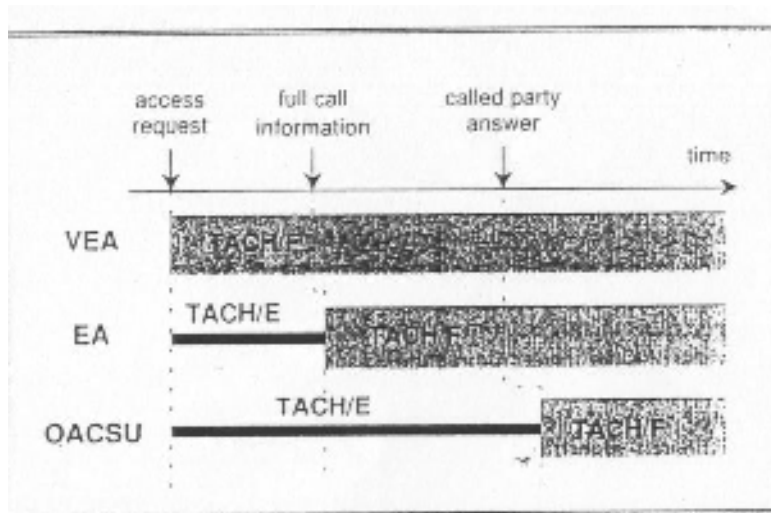 access
request
full call
information
called party
answer
time
VEA
TACH/F
EA
TACH/E
TACH/F
OACSU
TACH/E
TACH/F